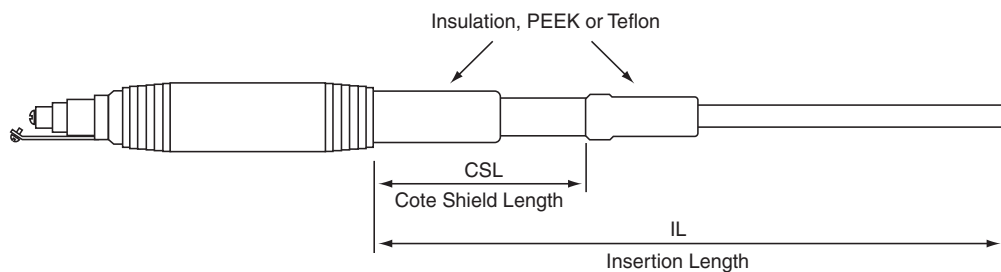 Insulation, PEEK or Teflon
CSL
Cote Shield Length
IL
Insertion Length